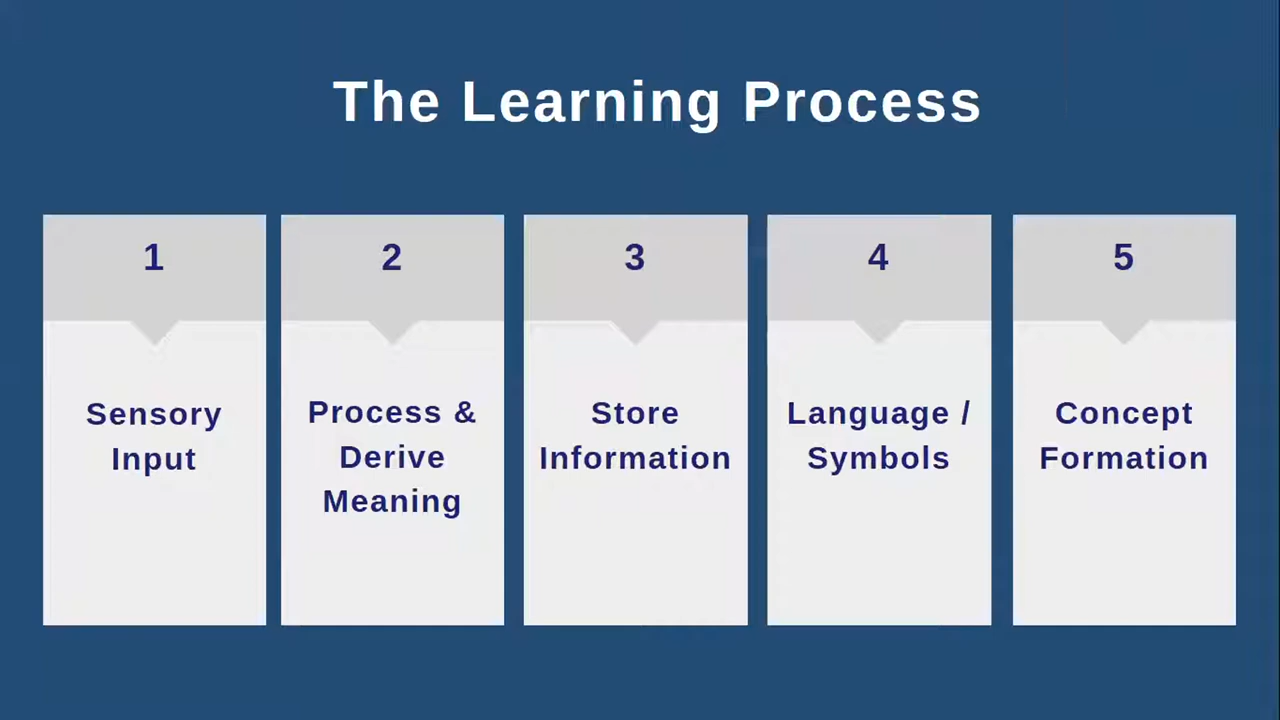 The Learning Process
1
Sensory
Input
2
Process &
Derive
Meaning
3
Store
Information
4
Language /
Symbols
5
Concept
Formation